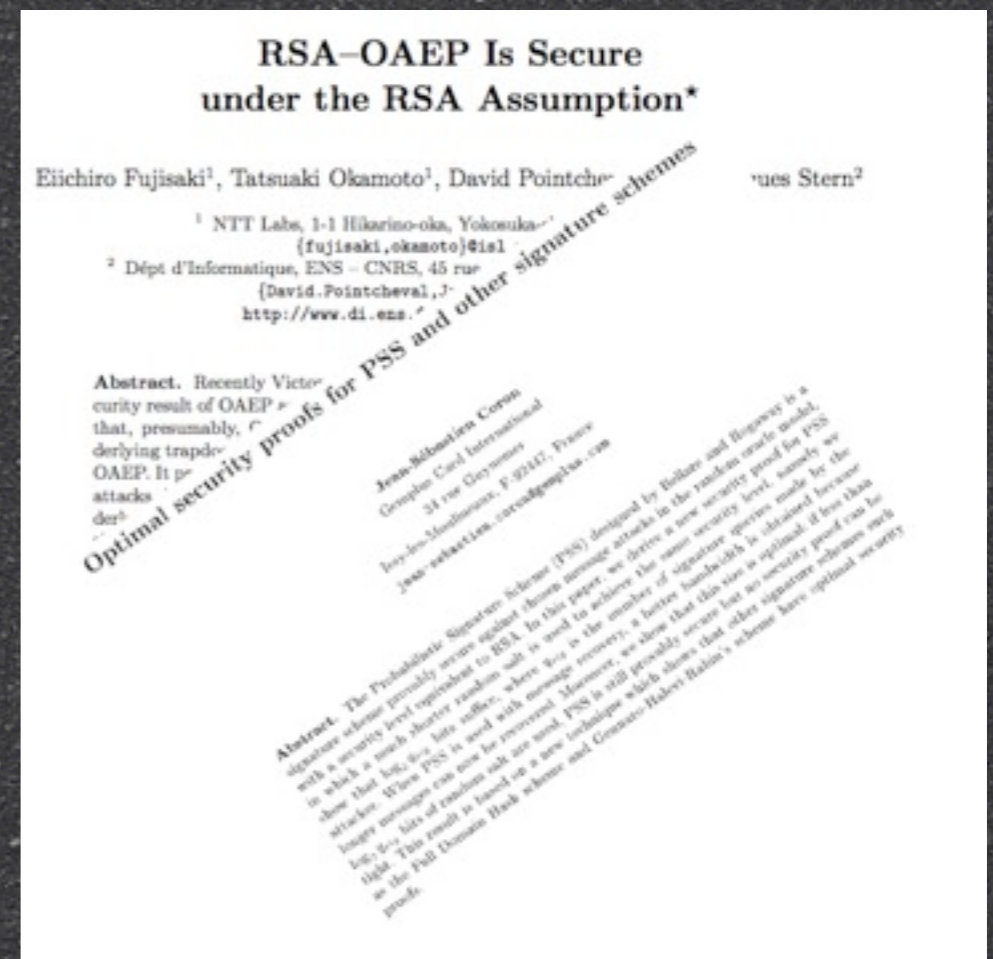 RSA–OAEP Is Secure
under the RSA Assumption*
Eiichiro Fujisaki¹, Tatsuaki Okamoto¹, David Pointche
ues Stern²
¹ NTT Labs, 1-1 Hikarino-oka, Yokosuka-
{fujisaki,okamoto}@isl
² Dépt d'Informatique, ENS – CNRS, 45 rue
{David.Pointcheval,J
http://www.di.ens.
Abstract. Recently Victor
curity result of OAEP
that, presumably,
derlying trapdo
OAEP. It pe
attacks
der
Optimal security proofs for PSS and other signature schemes
Jean-Sébastien Coron
Gemplus Card International
34 rue Guynemer
Issy-les-Moulineaux, F-92447, France
jean-sebastien.coron@gemplus.com
Abstract. The Probabilistic Signature Scheme (PSS) designed by Bellare and Rogaway is a
signature scheme provably secure against chosen message attacks in the random oracle model,
with a security level equivalent to RSA. In this paper, we derive a new security proof for PSS
in which a much shorter random salt is used to achieve the same security level, namely we
show that log₂ qₛᵢg bits suffice, where qₛᵢg is the number of signature queries made by the
attacker. When PSS is used with message recovery, a better bandwidth is obtained because
longer messages can now be recovered. Moreover, we show that this size is optimal: if less than
log₂ qₛᵢg bits of random salt are used, PSS is still provably secure but no security proof can be
tight. This result is based on a new technique which shows that other signature schemes such
as the Full Domain Hash scheme and Gennaro-Halevi-Rabin's scheme have optimal security
proofs.